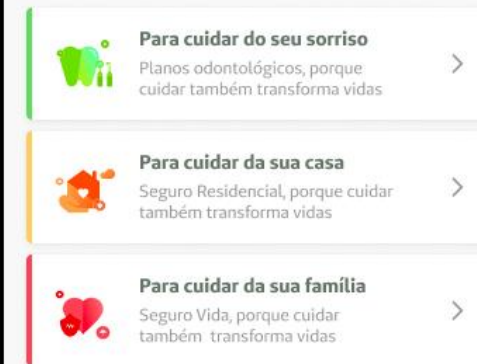 Para cuidar do seu sorriso
Planos odontológicos, porque
cuidar também transforma vidas
Para cuidar da sua casa
Seguro Residencial, porque cuidar
também transforma vidas
Para cuidar da sua família
Seguro Vida, porque cuidar
também transforma vidas